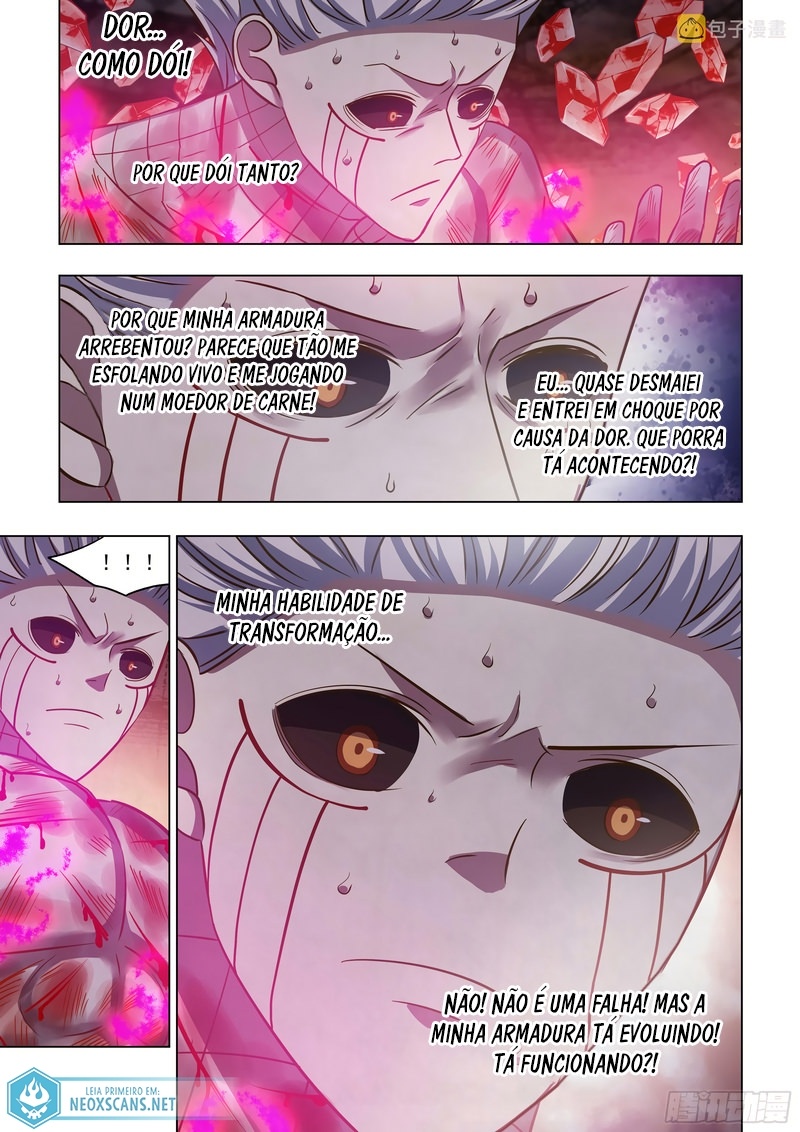 DOR...
COMO DÓI!
包子漫畫
POR QUE DÓI TANTO?
POR QUE MINHA ARMADURA
ARREBENTOU? PARECE QUE TÃO ME
ESFOLANDO VIVO E ME JOGANDO
NUM MOEDOR DE CARNE!
EU... QUASE DESMAIEI
E ENTREI EM CHOQUE POR
CAUSA DA DOR. QUE PORRA
TÁ ACONTECENDO?!
!!!
MINHA HABILIDADE DE
TRANSFORMAÇÃO...
NÃO! NÃO É UMA FALHA! MAS A
MINHA ARMADURA TÁ EVOLUINDO!
TÁ FUNCIONANDO?!
LEIA PRIMEIRO EM:
NEOXSCANS.NET
腾讯动漫